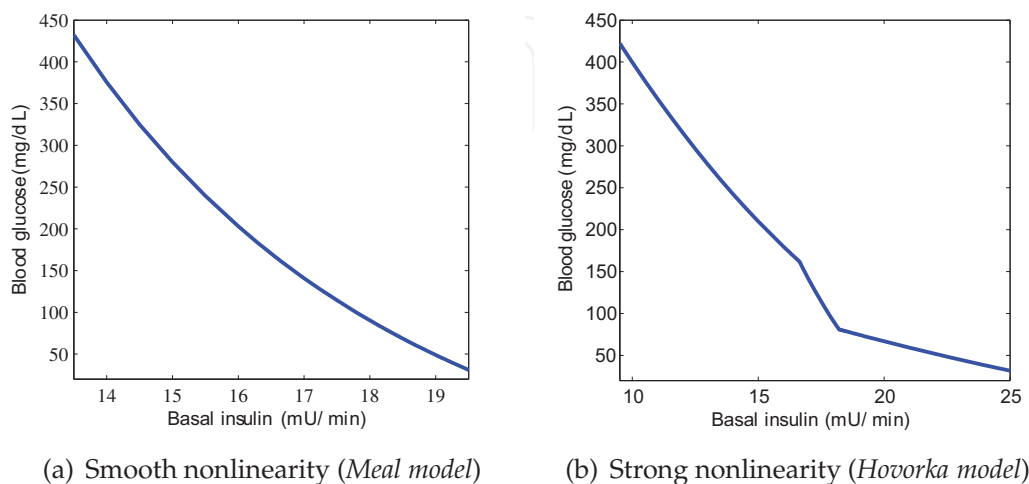 450
400
350
300
250
200
150
100
50
Blood glucose (mg/d L)
14 15 16 17 18 19
Basal insulin (mU/ min)
(a) Smooth nonlinearity (Meal model)
450
400
350
300
250
200
150
100
50
Blood glucose (mg/d L)
10 15 20 25
Basal insulin (mU/ min)
(b) Strong nonlinearity (Hovorka model)